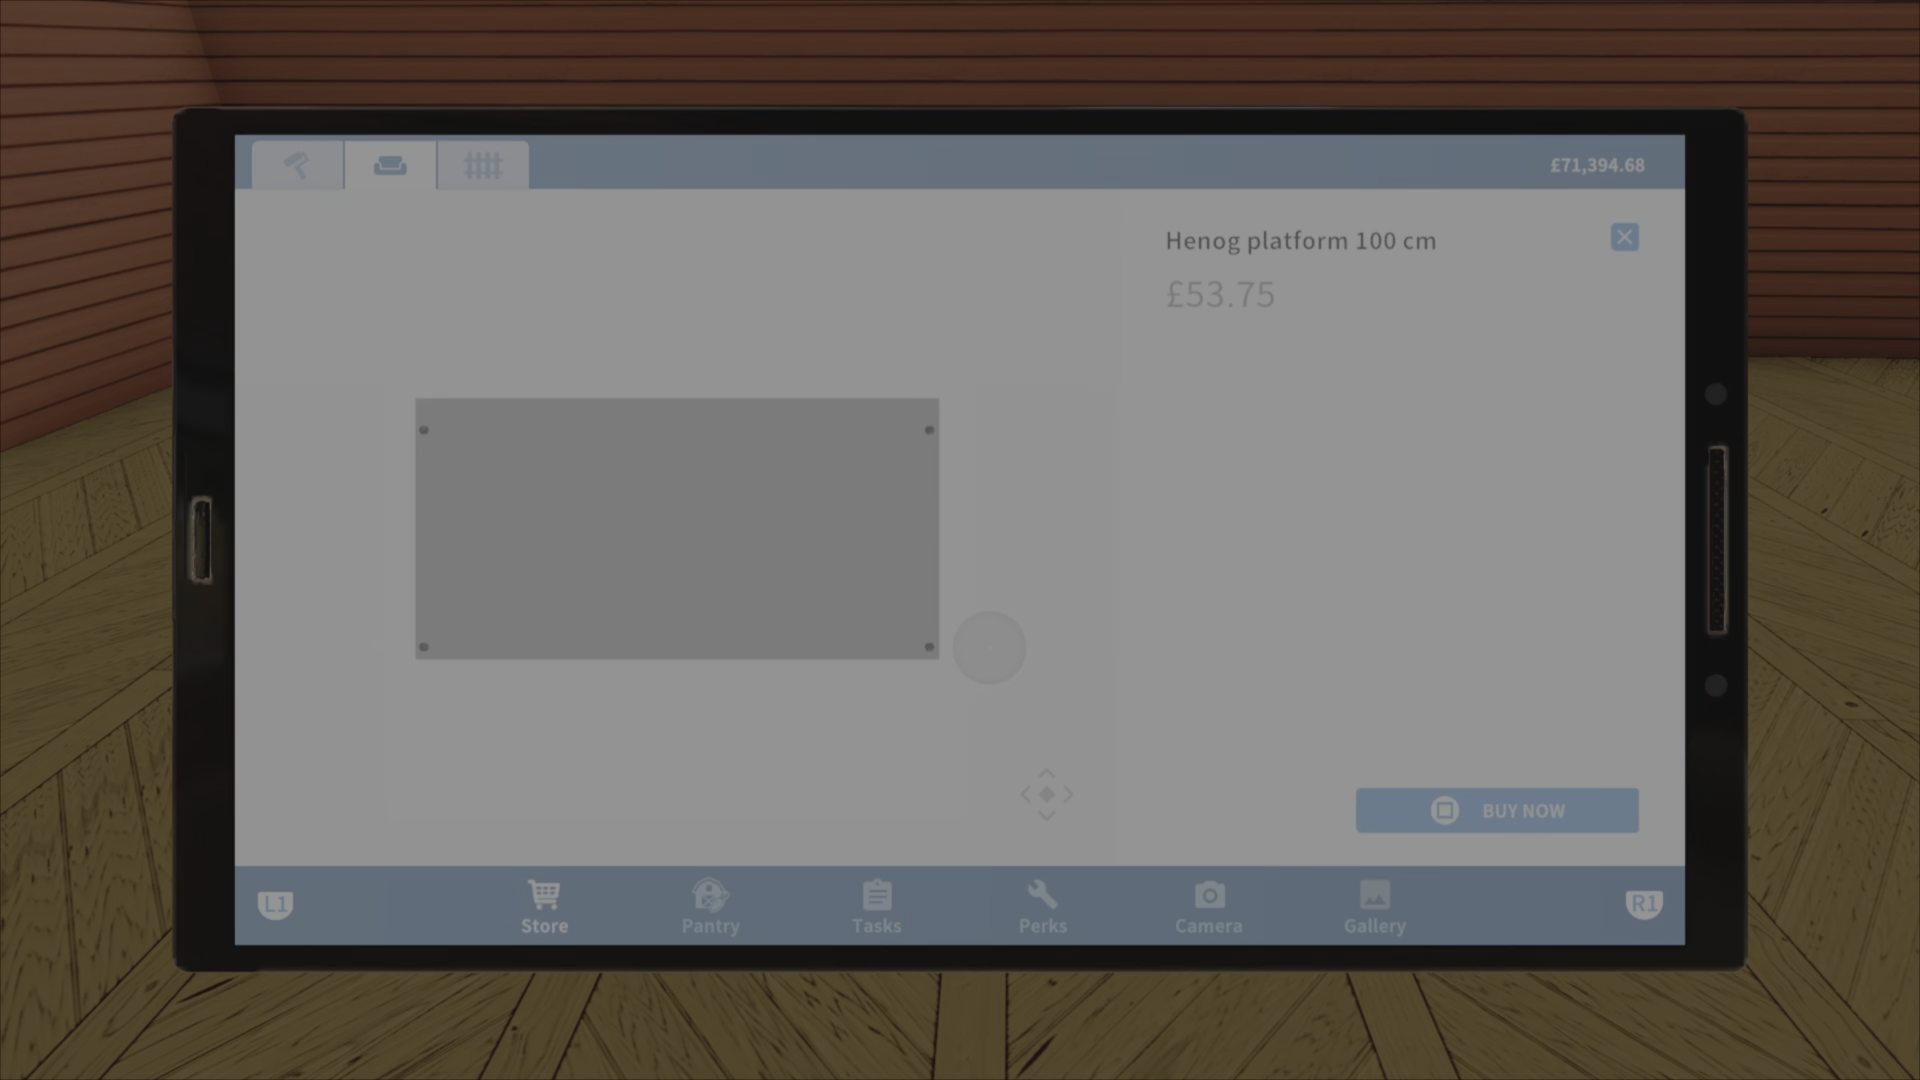 £71,394.68
Henog platform 100 cm
£53.75
BUY NOW
L1
Store
Pantry
Tasks
Perks
Camera
Gallery
R1